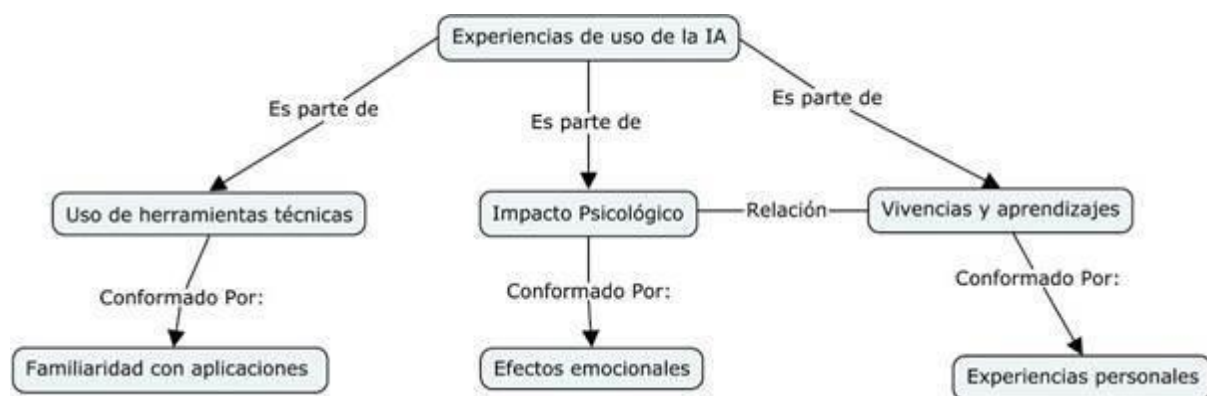 Experiencias de uso de la IA
Es parte de
Es parte de
Es parte de
Uso de herramientas técnicas
Impacto Psicológico
Relación
Vivencias y aprendizajes
Conformado Por:
Conformado Por:
Conformado Por:
Familiaridad con aplicaciones
Efectos emocionales
Experiencias personales